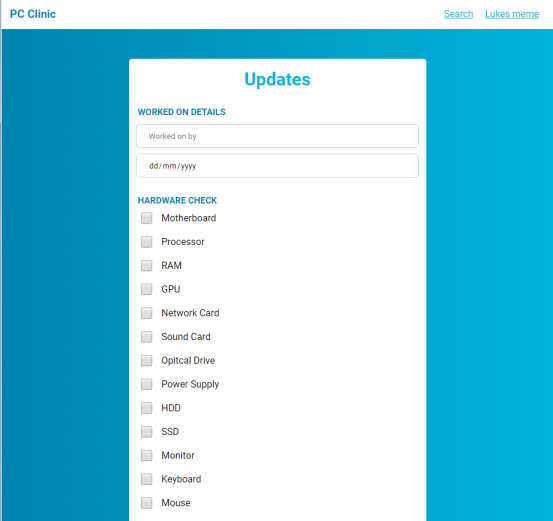 PC Clinic
Search Lukes meme
Updates
WORKED ON DETAILS
Worked on by
dd/mm/yyyy
HARDWARE CHECK
Motherboard
Processor
RAM
GPU
Network Card
Sound Card
Opitcal Drive
Power Supply
HDD
SSD
Monitor
Keyboard
Mouse